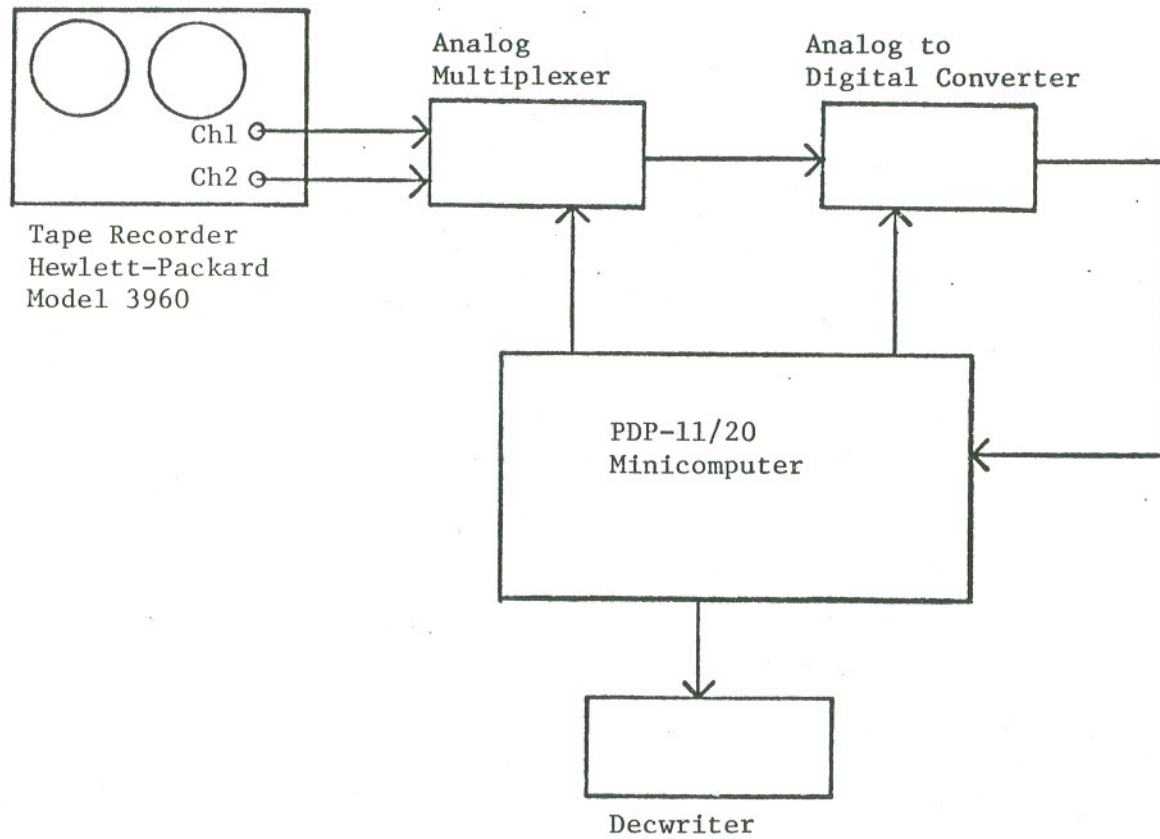 Analog
Multiplexer
Analog to
Digital Converter
Ch1
Ch2
Tape Recorder
Hewlett-Packard
Model 3960
PDP-11/20
Minicomputer
Decwriter